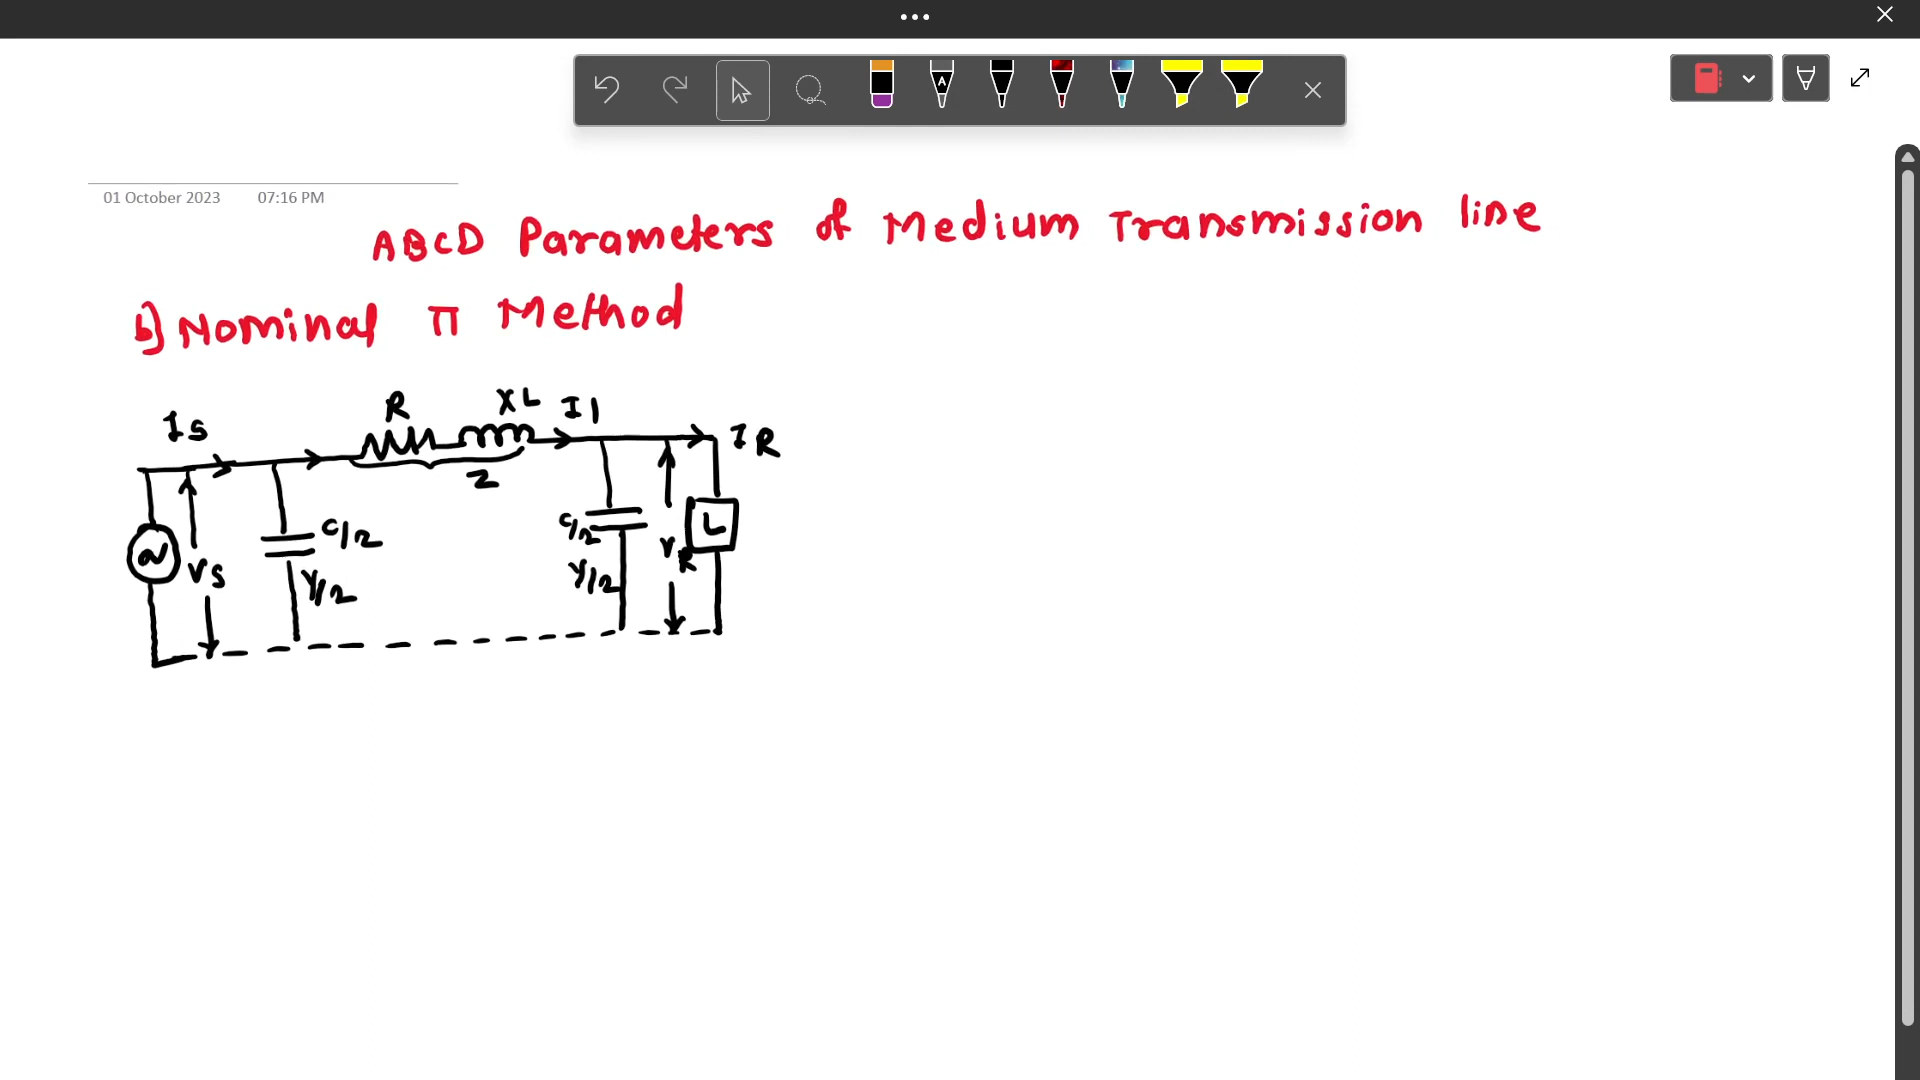 01 October 2023 07:16 PM
ABCD Parameters of Medium Transmission line
b) Nominal π Method
R XL I1
Is IR
Z
C/2 C/2 L
Vs Y/2 Y/2 VR